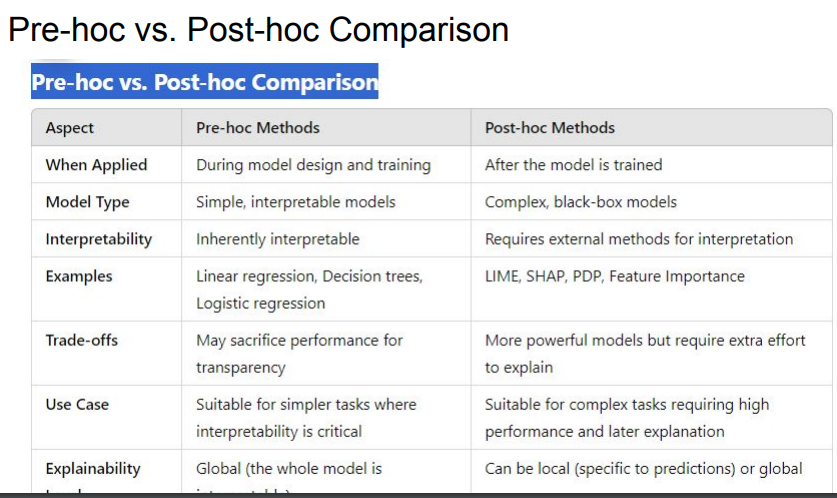 Pre-hoc vs. Post-hoc Comparison
Pre-hoc vs. Post-hoc Comparison
Aspect Pre-hoc Methods Post-hoc Methods
When Applied During model design and training After the model is trained
Model Type Simple, interpretable models Complex, black-box models
Interpretability Inherently interpretable Requires external methods for interpretation
Examples Linear regression, Decision trees, LIME, SHAP, PDP, Feature Importance
Logistic regression
Trade-offs May sacrifice performance for More powerful models but require extra effort
transparency to explain
Use Case Suitable for simpler tasks where Suitable for complex tasks requiring high
interpretability is critical performance and later explanation
Explainability Global (the whole model is Can be local (specific to predictions) or global